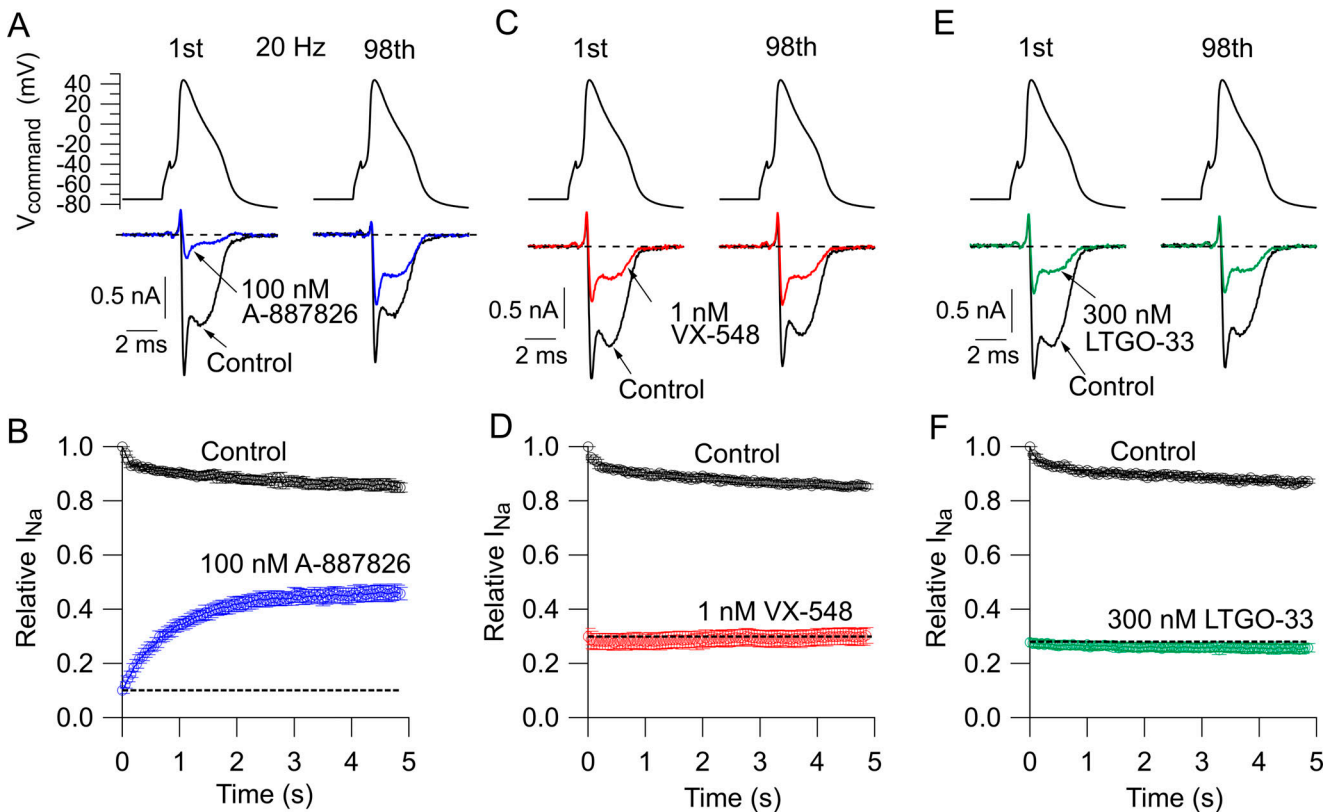 A
1st 20 Hz 98th
Vcommand (mV)
40
20
0
-20
-40
-60
-80
0.5 nA
2 ms
100 nM
A-887826
Control
C
1st 98th
0.5 nA
2 ms
1 nM
VX-548
Control
E
1st 98th
0.5 nA
2 ms
300 nM
LTGO-33
Control
B
Relative INa
1.0
0.8
0.6
0.4
0.2
0.0
Control
100 nM A-887826
0 1 2 3 4 5
Time (s)
D
Relative INa
1.0
0.8
0.6
0.4
0.2
0.0
Control
1 nM VX-548
0 1 2 3 4 5
Time (s)
F
Relative INa
1.0
0.8
0.6
0.4
0.2
0.0
Control
300 nM LTGO-33
0 1 2 3 4 5
Time (s)